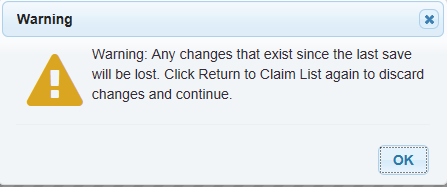 Warning
Warning: Any changes that exist since the last save
will be lost. Click Return to Claim List again to discard
changes and continue.
OK